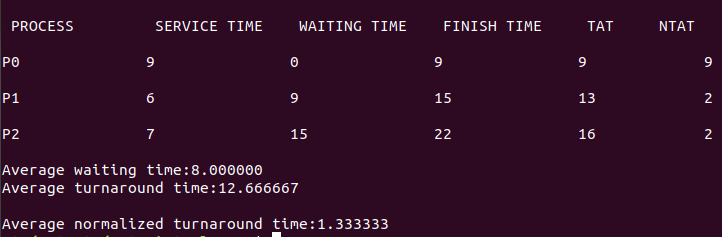 PROCESS SERVICE TIME WAITING TIME FINISH TIME TAT NTAT
P0 9 0 9 9 9
P1 6 9 15 13 2
P2 7 15 22 16 2
Average waiting time:8.000000
Average turnaround time:12.666667
Average normalized turnaround time:1.333333